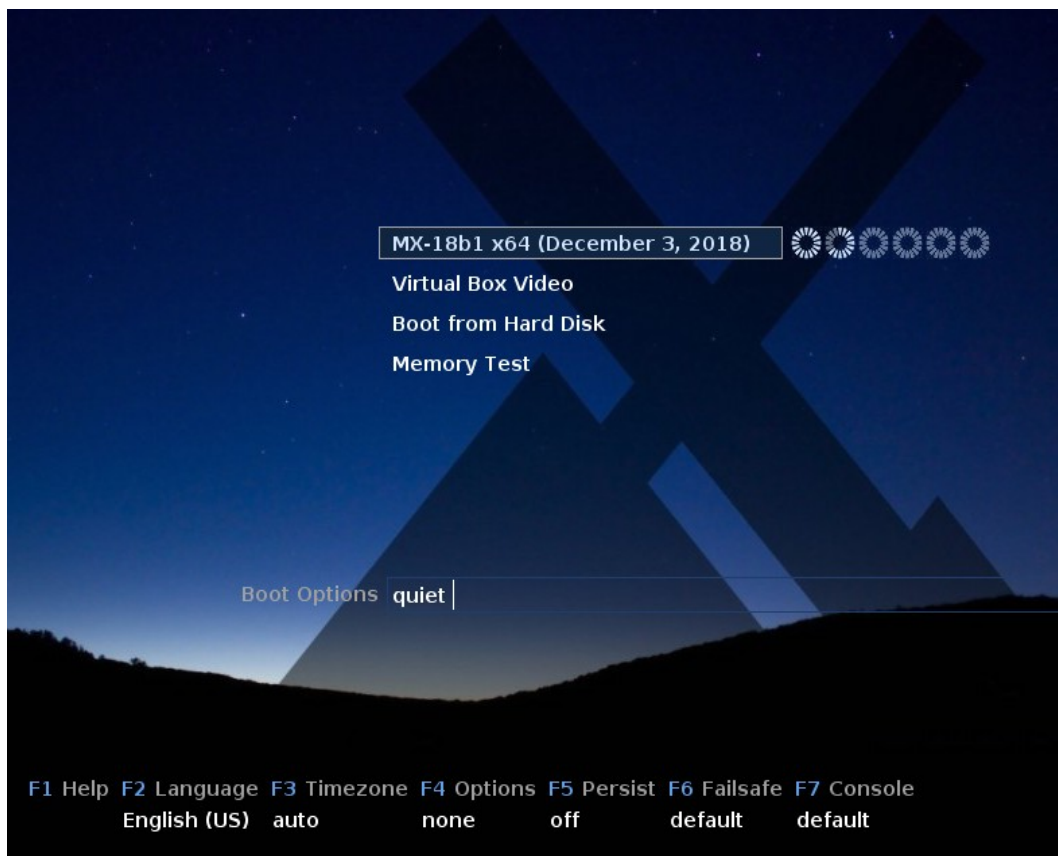 MX-18b1 x64 (December 3, 2018)
Virtual Box Video
Boot from Hard Disk
Memory Test
Boot Options quiet
F1 Help F2 Language F3 Timezone F4 Options F5 Persist F6 Failsafe F7 Console
English (US) auto none off default default